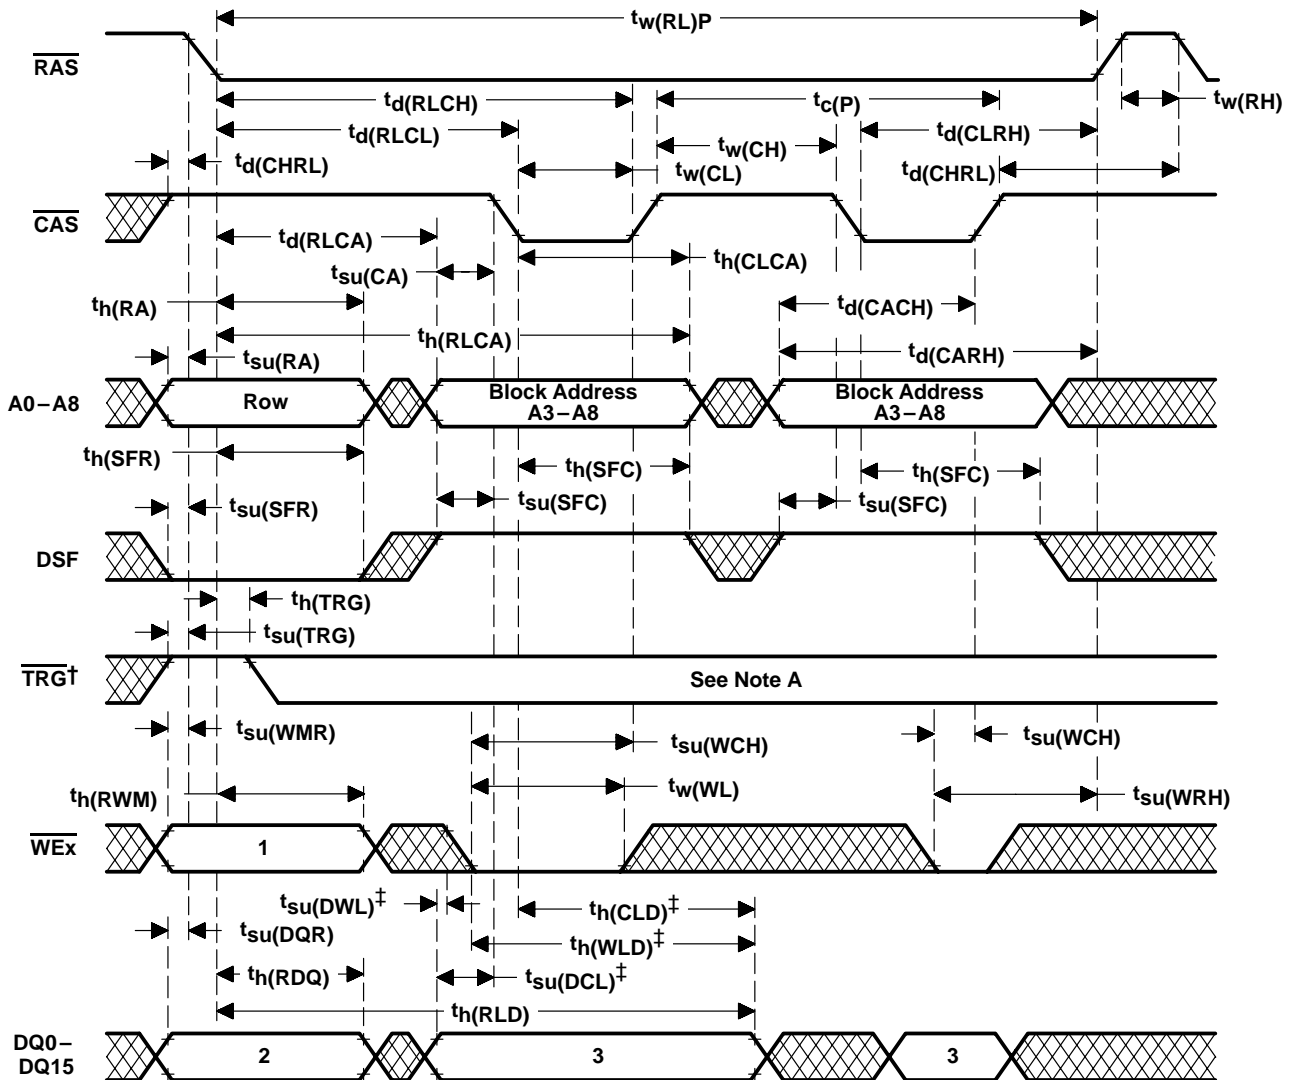 tw(RL)P
RAS
td(RLCH)
tc(P)
tw(RH)
td(RLCL)
td(CLRH)
tw(CH)
td(CHRL)
tw(CL)
td(CHRL)
CAS
td(RLCA)
th(CLCA)
tsu(CA)
th(RA)
td(CACH)
th(RLCA)
tsu(RA)
td(CARH)
A0–A8
Row
Block Address
A3–A8
Block Address
A3–A8
th(SFR)
th(SFC)
th(SFC)
tsu(SFR)
tsu(SFC)
tsu(SFC)
DSF
th(TRG)
tsu(TRG)
TRG†
See Note A
tsu(WMR)
tsu(WCH)
tsu(WCH)
th(RWM)
tw(WL)
tsu(WRH)
WEx
1
tsu(DWL)‡
th(CLD)‡
tsu(DQR)
th(WLD)‡
th(RDQ)
tsu(DCL)‡
th(RLD)
DQ0–
DQ15
2
3
3